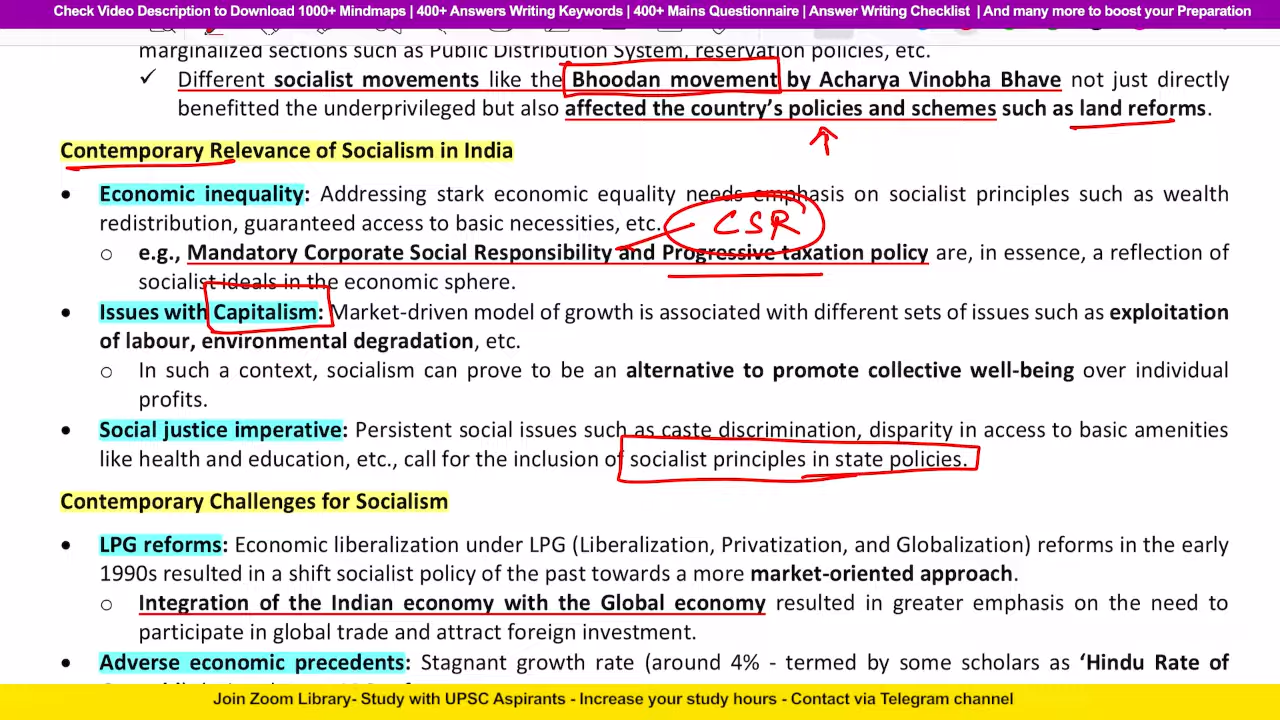 Check Video Description to Download 1000+ Mindmaps | 400+ Answers Writing Keywords | 400+ Mains Questionnaire | Answer Writing Checklist | And many more to boost your Preparation
marginalized sections such as Public Distribution System, reservation policies, etc.
✓ Different socialist movements like the Bhoodan movement by Acharya Vinobha Bhave not just directly
benefitted the underprivileged but also affected the country's policies and schemes such as land reforms.
Contemporary Relevance of Socialism in India
• Economic inequality: Addressing stark economic equality needs emphasis on socialist principles such as wealth
redistribution, guaranteed access to basic necessities, etc.
CSR
o e.g., Mandatory Corporate Social Responsibility and Progressive taxation policy are, in essence, a reflection of
socialist ideals in the economic sphere.
• Issues with Capitalism: Market-driven model of growth is associated with different sets of issues such as exploitation
of labour, environmental degradation, etc.
o In such a context, socialism can prove to be an alternative to promote collective well-being over individual
profits.
• Social justice imperative: Persistent social issues such as caste discrimination, disparity in access to basic amenities
like health and education, etc., call for the inclusion of socialist principles in state policies.
Contemporary Challenges for Socialism
• LPG reforms: Economic liberalization under LPG (Liberalization, Privatization, and Globalization) reforms in the early
1990s resulted in a shift socialist policy of the past towards a more market-oriented approach.
o Integration of the Indian economy with the Global economy resulted in greater emphasis on the need to
participate in global trade and attract foreign investment.
• Adverse economic precedents: Stagnant growth rate (around 4% - termed by some scholars as 'Hindu Rate of
Join Zoom Library- Study with UPSC Aspirants - Increase your study hours - Contact via Telegram channel